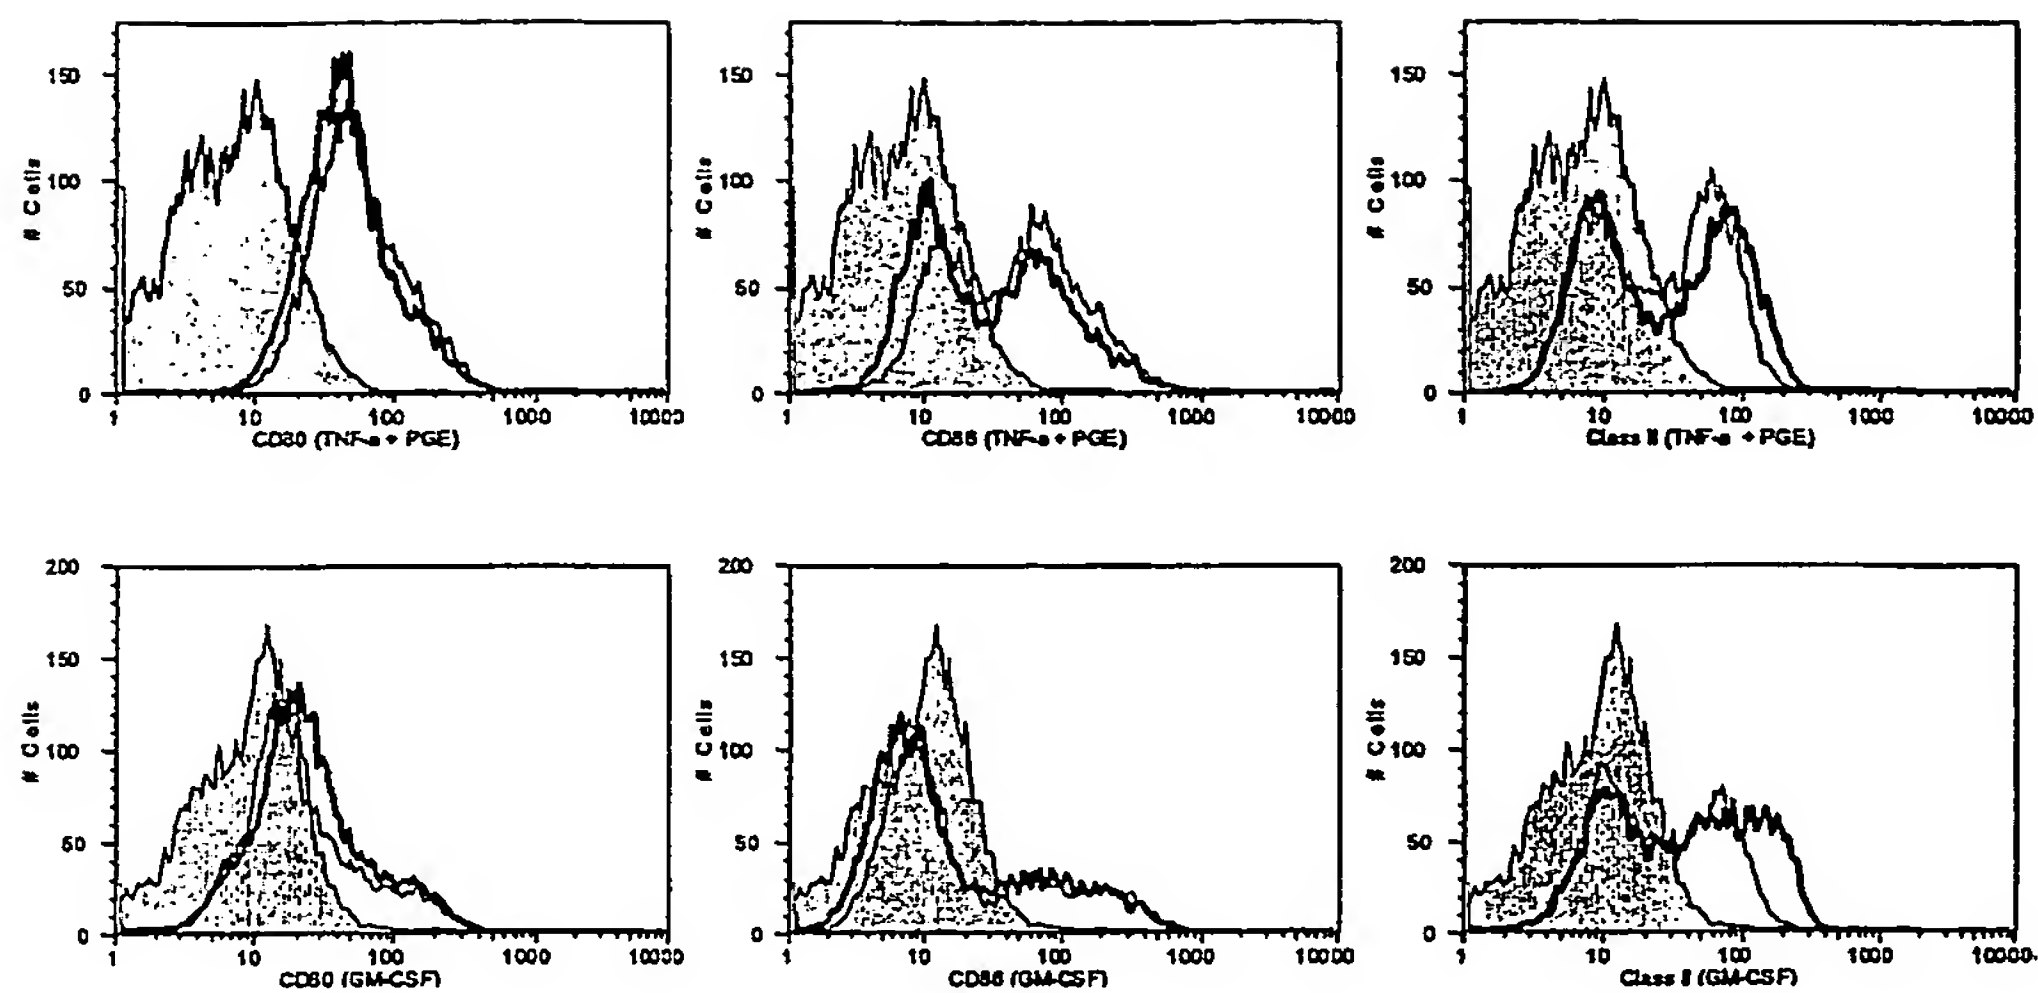 150
100
50
0
# Cells
1 10 100 1000 10000
CD80 (TNF-a + PGE)
150
100
50
0
# Cells
1 10 100 1000 10000
CD86 (TNF-a + PGE)
150
100
50
0
# Cells
1 10 100 1000 10000
Class II (TNF-a + PGE)
200
150
100
50
0
# Cells
1 10 100 1000 10000
CD80 (GM-CSF)
200
150
100
50
0
# Cells
1 10 100 1000 10000
CD86 (GM-CSF)
200
150
100
50
0
# Cells
1 10 100 1000 10000
Class II (GM-CSF)